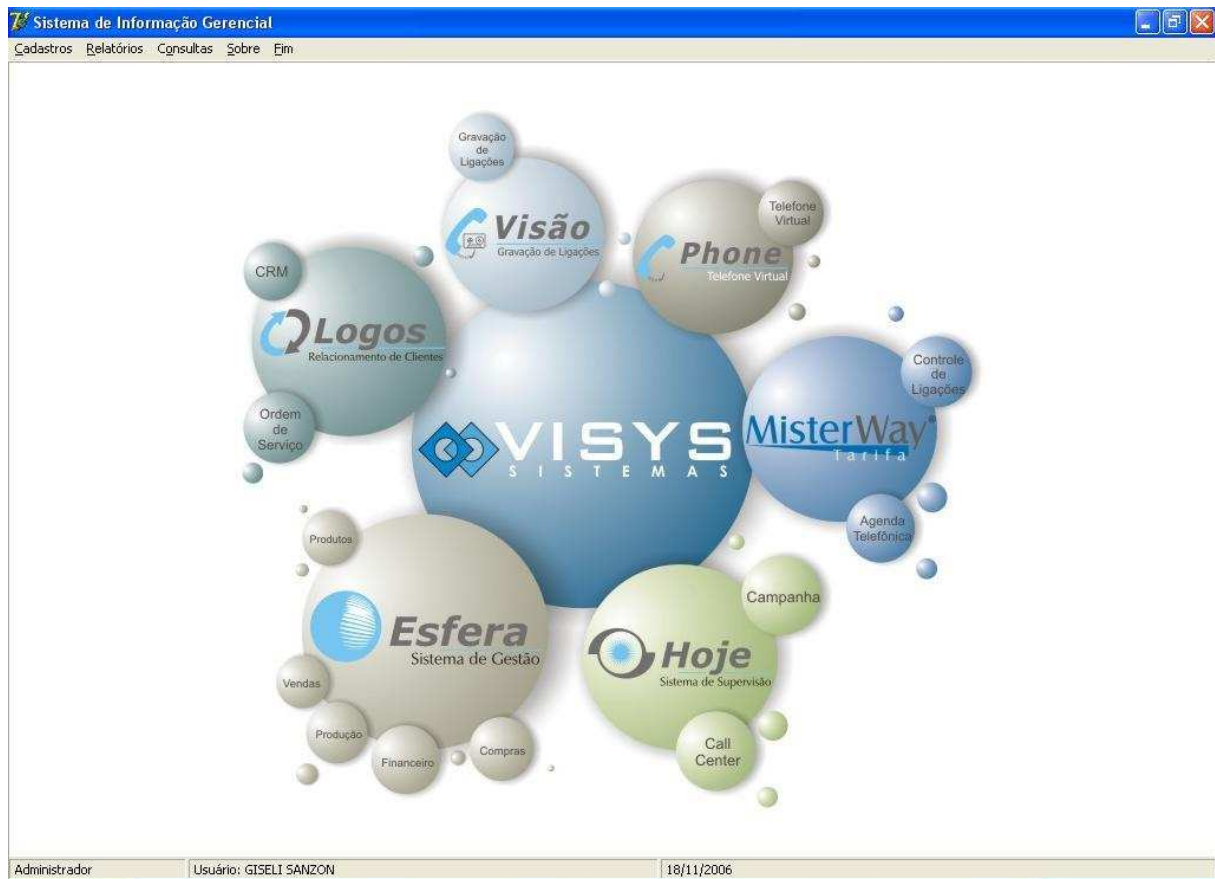 Sistema de Informação Gerencial
Cadastros Relatórios Consultas Sobre Fim
Gravação
de
Ligações
Visão
Gravação de Ligações
Telefone
Virtual
Phone
Telefone Virtual
CRM
Logos
Relacionamento de Clientes
Ordem
de
Serviço
Controle
de
Ligações
MisterWay
Tarifa
Agenda
Telefônica
VISYS
SISTEMAS
Produtos
Esfera
Sistema de Gestão
Vendas
Produção
Financeiro
Compras
Campanha
Hoje
Sistema de Supervisão
Call
Center
Administrador Usuário: GISELI SANZON 18/11/2006